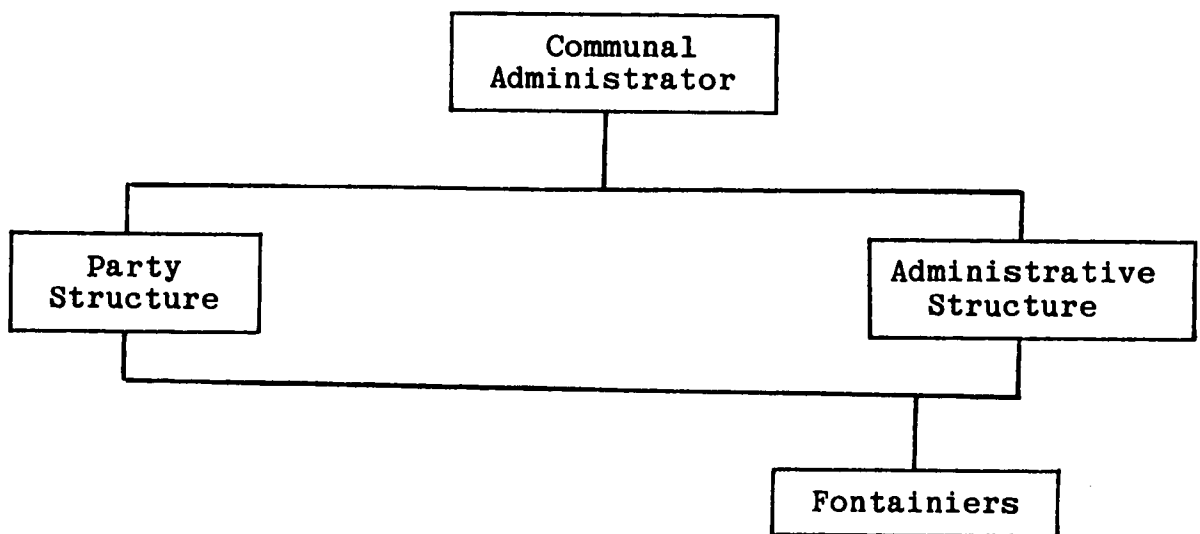 Communal
Administrator
Party
Structure
Administrative
Structure
Fontainiers